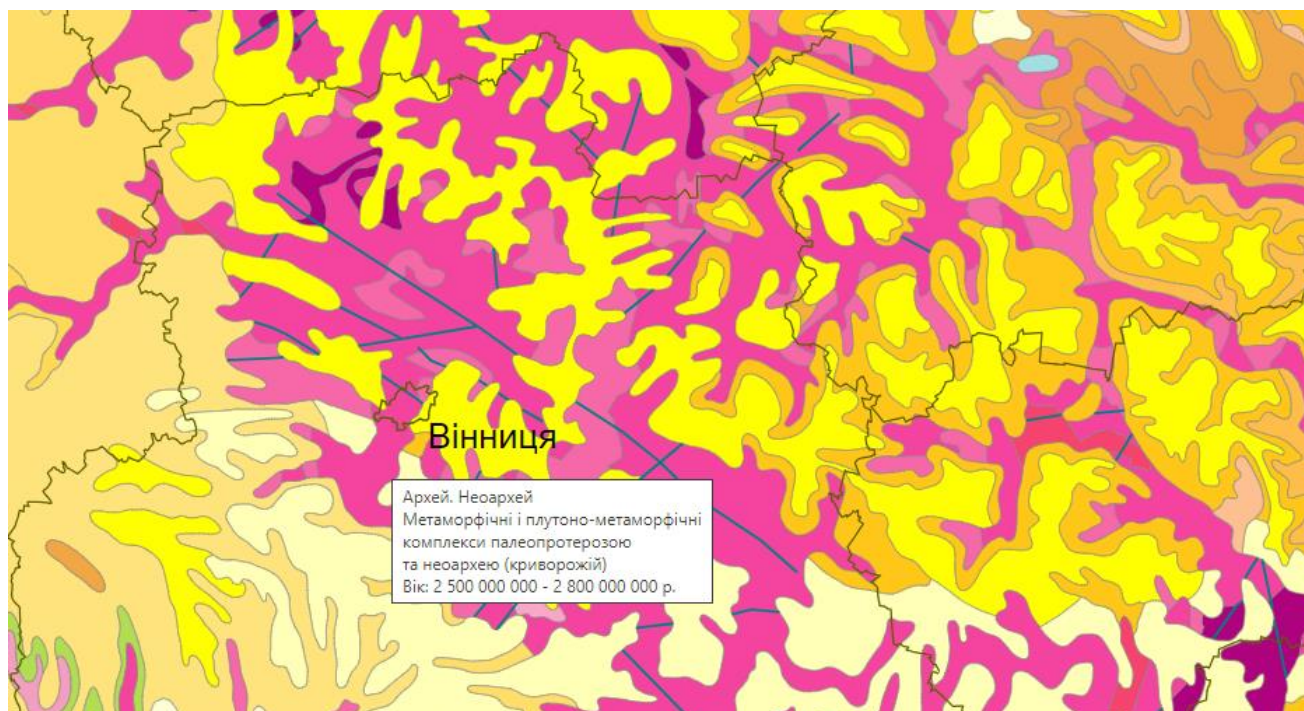 Вінниця
Архей. Неоархей
Метаморфічні і плутоно-метаморфічні
комплекси палеопротерозою
та неоархею (криворожій)
Вік: 2 500 000 000 - 2 800 000 000 р.